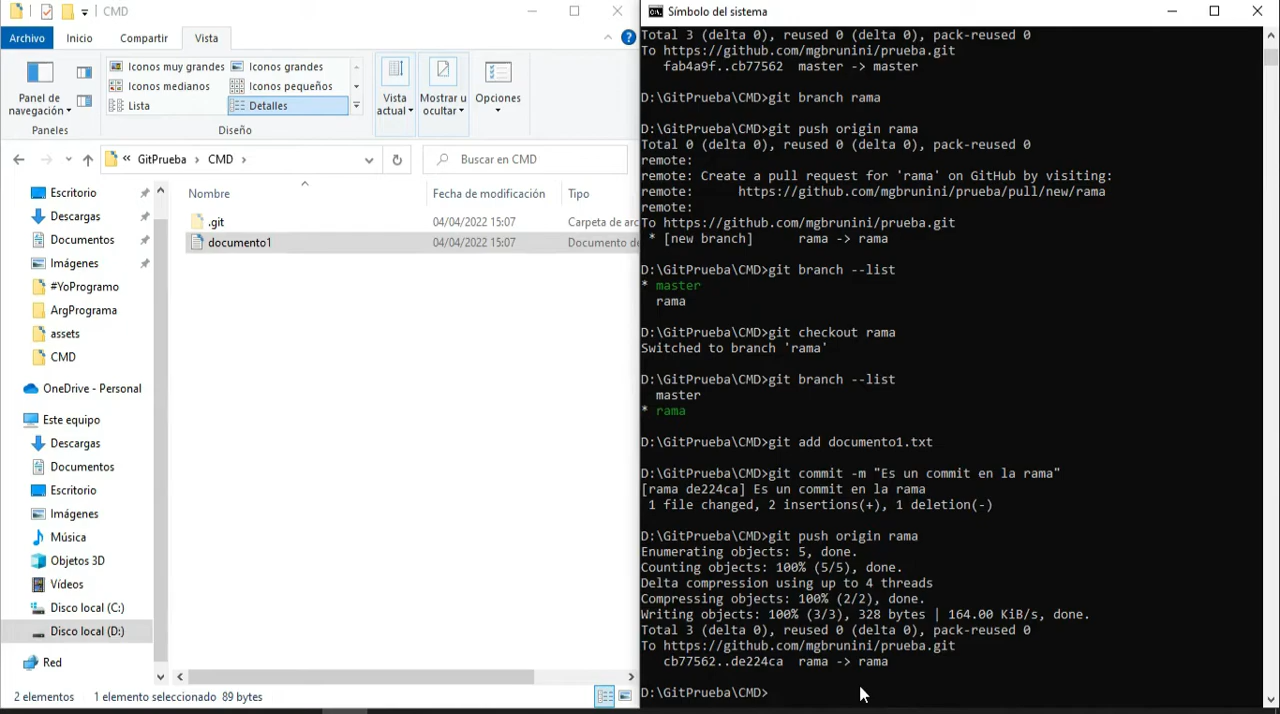 CMD
Archivo
Inicio
Compartir
Vista
Panel de navegación
Paneles
Iconos muy grandes
Iconos grandes
Iconos medianos
Iconos pequeños
Lista
Detalles
Diseño
Vista actual
Mostrar u ocultar
Opciones
« GitPrueba › CMD ›
Buscar en CMD
Nombre
Fecha de modificación
Tipo
.git
04/04/2022 15:07
Carpeta de arc
documento1
04/04/2022 15:07
Documento de
Escritorio
Descargas
Documentos
Imágenes
#YoProgramo
ArgPrograma
assets
CMD
OneDrive - Personal
Este equipo
Descargas
Documentos
Escritorio
Imágenes
Música
Objetos 3D
Vídeos
Disco local (C:)
Disco local (D:)
Red
2 elementos
1 elemento seleccionado 89 bytes
Símbolo del sistema
Total 3 (delta 0), reused 0 (delta 0), pack-reused 0
To https://github.com/mgbrunini/prueba.git
   fab4a9f..cb77562  master -> master
D:\GitPrueba\CMD>git branch rama
D:\GitPrueba\CMD>git push origin rama
Total 0 (delta 0), reused 0 (delta 0), pack-reused 0
remote:
remote: Create a pull request for 'rama' on GitHub by visiting:
remote:      https://github.com/mgbrunini/prueba/pull/new/rama
remote:
To https://github.com/mgbrunini/prueba.git
 * [new branch]      rama -> rama
D:\GitPrueba\CMD>git branch --list
* master
  rama
D:\GitPrueba\CMD>git checkout rama
Switched to branch 'rama'
D:\GitPrueba\CMD>git branch --list
  master
* rama
D:\GitPrueba\CMD>git add documento1.txt
D:\GitPrueba\CMD>git commit -m "Es un commit en la rama"
[rama de224ca] Es un commit en la rama
 1 file changed, 2 insertions(+), 1 deletion(-)
D:\GitPrueba\CMD>git push origin rama
Enumerating objects: 5, done.
Counting objects: 100% (5/5), done.
Delta compression using up to 4 threads
Compressing objects: 100% (2/2), done.
Writing objects: 100% (3/3), 328 bytes | 164.00 KiB/s, done.
Total 3 (delta 0), reused 0 (delta 0), pack-reused 0
To https://github.com/mgbrunini/prueba.git
   cb77562..de224ca  rama -> rama
D:\GitPrueba\CMD>